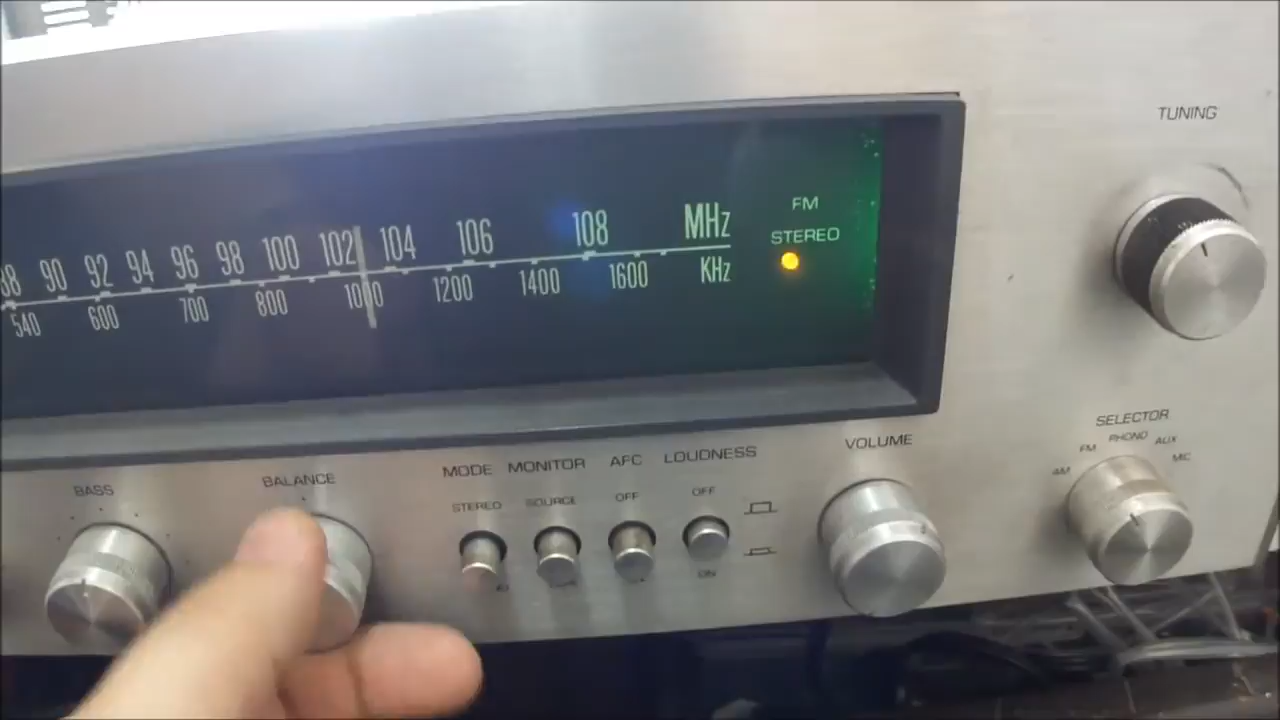 TUNING
FM
STEREO
88 90 92 94 96 98 100 102 104 106 108 MHz
540 600 700 800 1000 1200 1400 1600 KHz
SELECTOR
AM FM PHONO AUX MIC
BASS
BALANCE
MODE MONITOR AFC LOUDNESS
VOLUME
STEREO SOURCE OFF OFF
ON